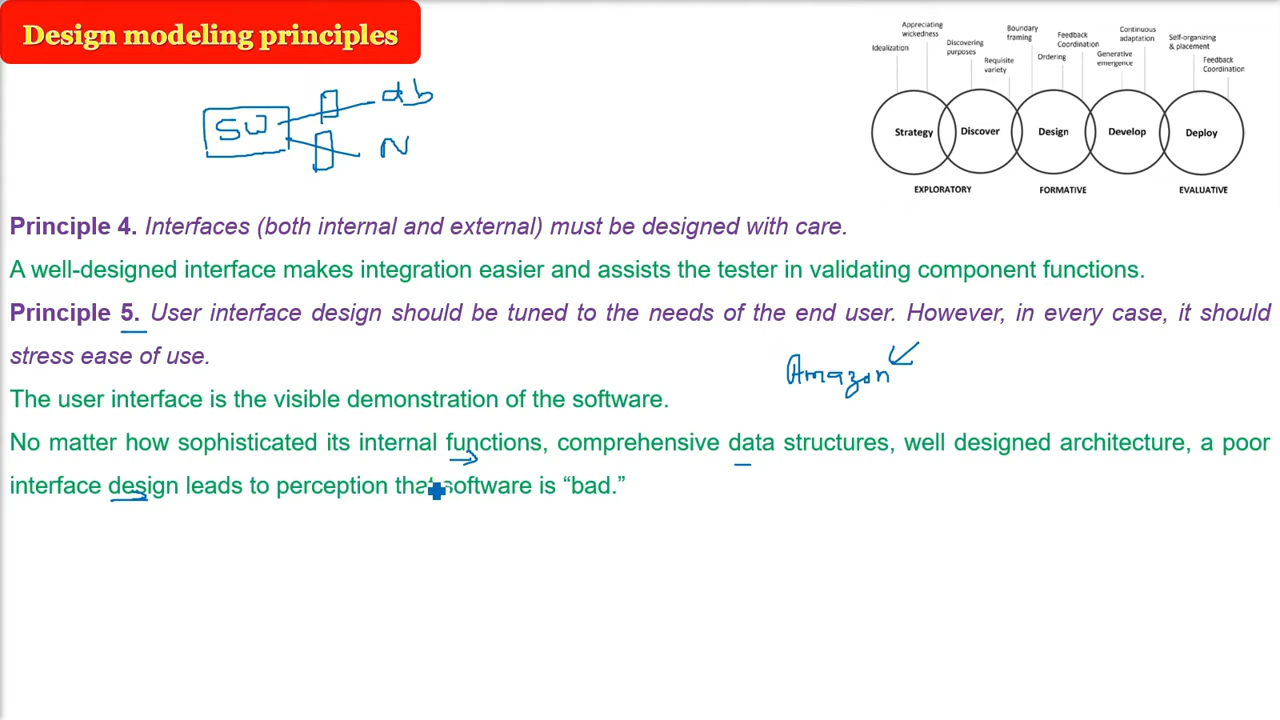 Design modeling principles
SW
db
N
Appreciating
wickedness
Idealization
Discovering
purposes
Requisite
variety
Boundary
framing
Ordering
Feedback
Coordination
Generative
emergence
Continuous
adaptation
Self-organizing
& placement
Feedback
Coordination
Strategy Discover Design Develop Deploy
EXPLORATORY FORMATIVE EVALUATIVE
Principle 4. Interfaces (both internal and external) must be designed with care.
A well-designed interface makes integration easier and assists the tester in validating component functions.
Principle 5. User interface design should be tuned to the needs of the end user. However, in every case, it should
stress ease of use.
Amazon
The user interface is the visible demonstration of the software.
No matter how sophisticated its internal functions, comprehensive data structures, well designed architecture, a poor
interface design leads to perception that software is “bad.”